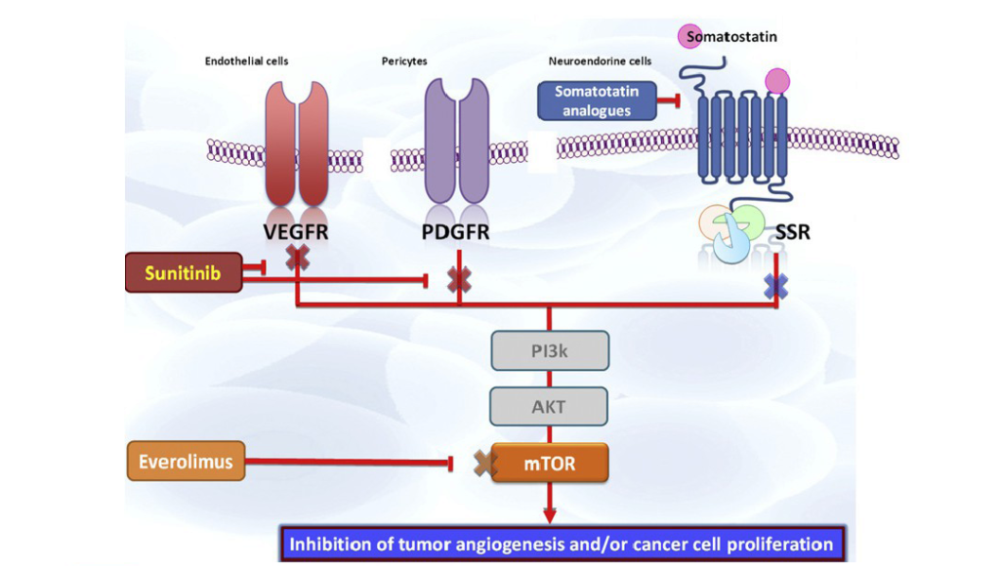 Somatostatin
Endothelial cells
Pericytes
Neuroendorine cells
Somatotatin
analogues
VEGFR
PDGFR
SSR
Sunitinib
PI3k
AKT
Everolimus
mTOR
Inhibition of tumor angiogenesis and/or cancer cell proliferation